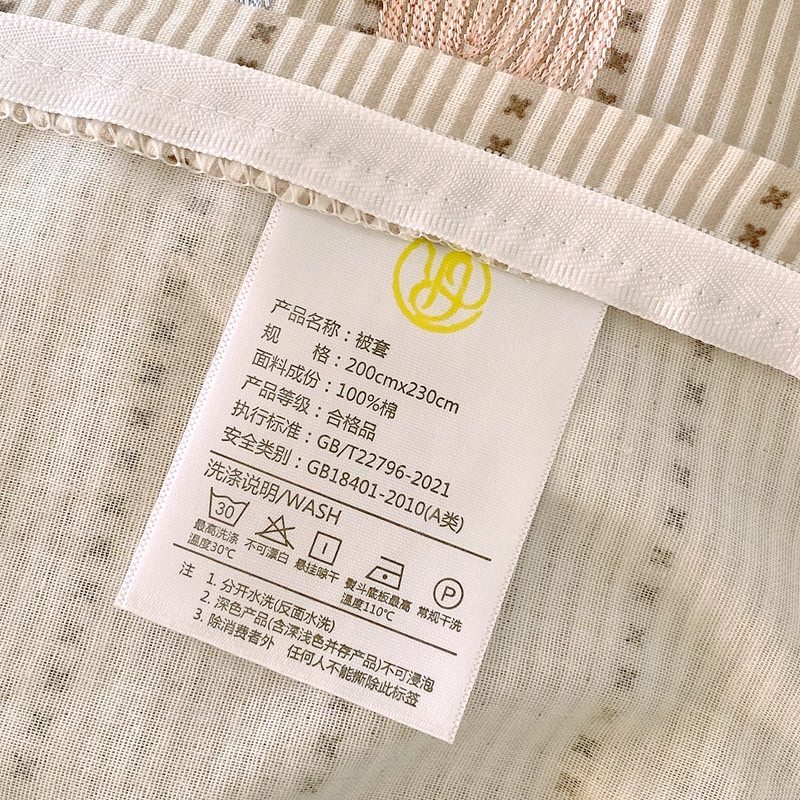 产品名称：被套
规 格：200cmx230cm
面料成份：100%棉
产品等级：合格品
执行标准：GB/T22796-2021
安全类别：GB18401-2010(A类)
洗涤说明/WASH
30
最高洗涤温度30℃
不可漂白
悬挂晾干
熨斗底板最高温度110℃
P
常规干洗
注 1. 分开水洗(反面水洗)
2. 深色产品(含深浅色并存产品)不可浸泡
3. 除消费者外 任何人不能撕除此标签